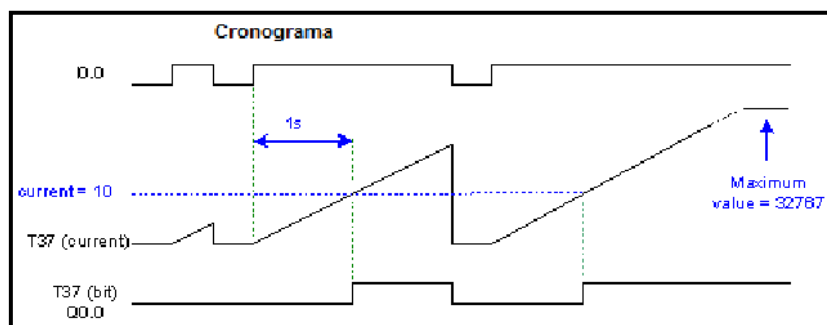 Cronograma
I0.0
1s
current = 10
Maximum
value = 32767
T37 (current)
T37 (bit)
Q0.0